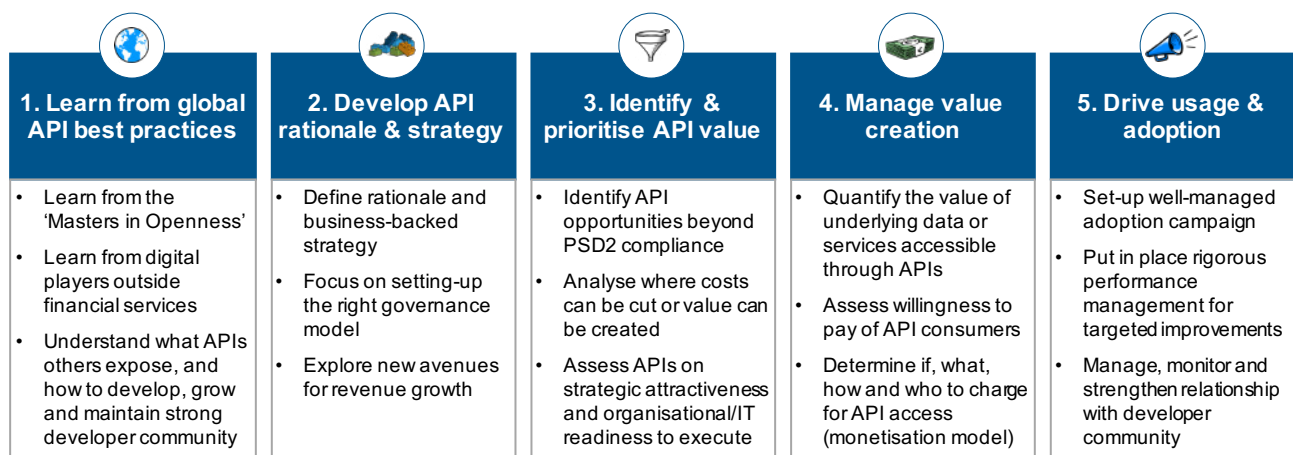 1. Learn from global
API best practices
• Learn from the
‘Masters in Openness’
• Learn from digital
players outside
financial services
• Understand what APIs
others expose, and
how to develop, grow
and maintain strong
developer community
2. Develop API
rationale & strategy
• Define rationale and
business-backed
strategy
• Focus on setting-up
the right governance
model
• Explore new avenues
for revenue growth
3. Identify &
prioritise API value
• Identify API
opportunities beyond
PSD2 compliance
• Analyse where costs
can be cut or value can
be created
• Assess APIs on
strategic attractiveness
and organisational/IT
readiness to execute
4. Manage value
creation
• Quantify the value of
underlying data or
services accessible
through APIs
• Assess willingness to
pay of API consumers
• Determine if, what,
how and who to charge
for API access
(monetisation model)
5. Drive usage &
adoption
• Set-up well-managed
adoption campaign
• Put in place rigorous
performance
management for
targeted improvements
• Manage, monitor and
strengthen relationship
with developer
community